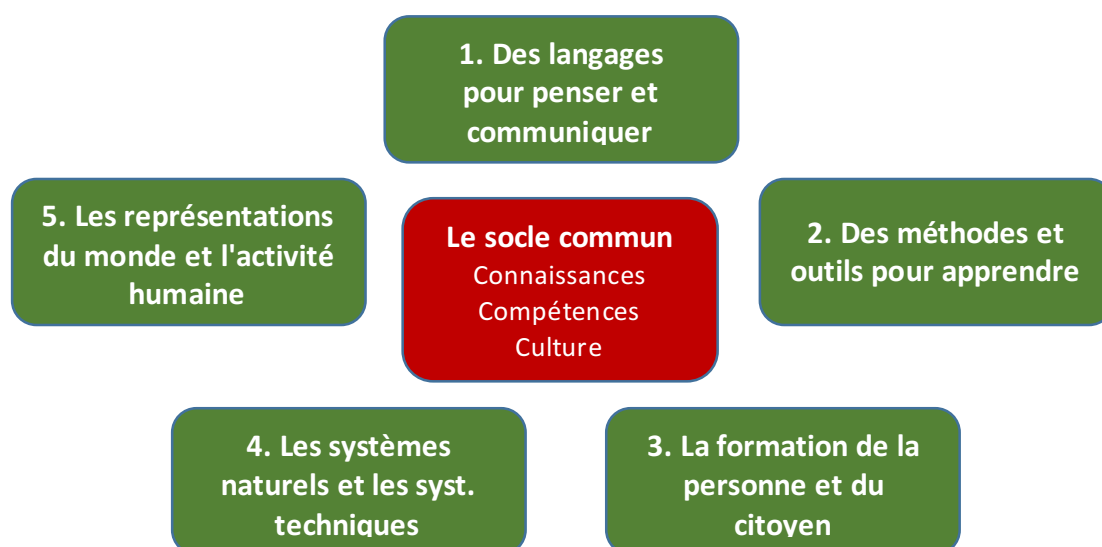 1. Des langages
pour penser et
communiquer
5. Les représentations
du monde et l'activité
humaine
Le socle commun
Connaissances
Compétences
Culture
2. Des méthodes et
outils pour apprendre
4. Les systèmes
naturels et les syst.
techniques
3. La formation de la
personne et du
citoyen